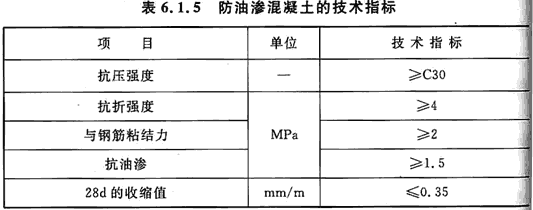 表 6.1.5 防油渗混凝土的技术指标
项 目 单位 技术指标
抗压强度 — ≥C30
抗折强度 ≥4
与钢筋粘结力 MPa ≥2
抗油渗 ≥1.5
28d 的收缩值 mm/m ≤0.35